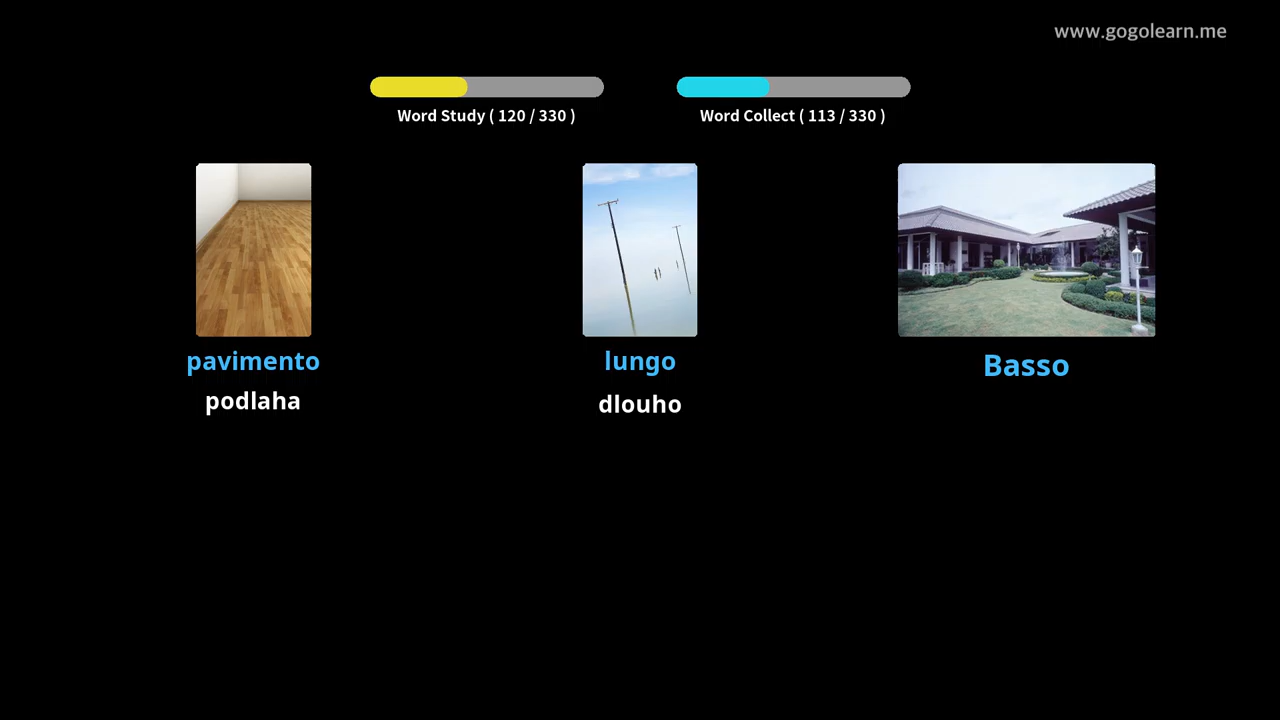 www.gogolearn.me
Word Study ( 120 / 330 )
Word Collect ( 113 / 330 )
pavimento
podlaha
lungo
dlouho
Basso